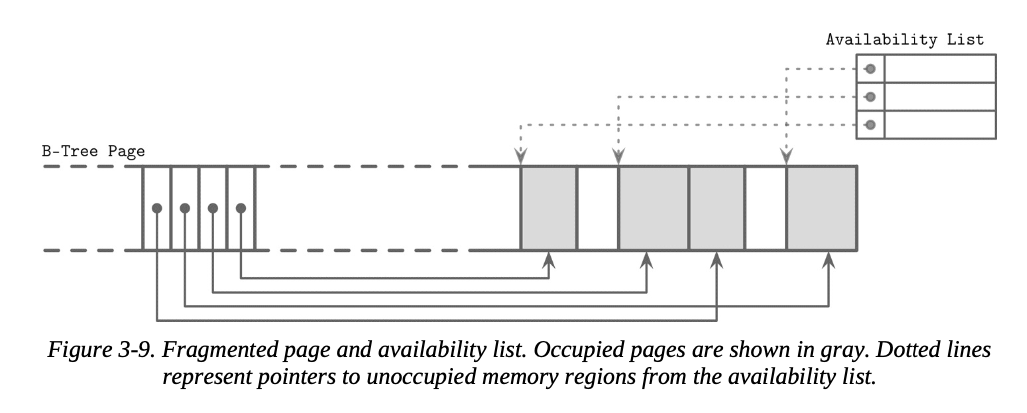 Availability List
B-Tree Page
Figure 3-9. Fragmented page and availability list. Occupied pages are shown in gray. Dotted lines
represent pointers to unoccupied memory regions from the availability list.